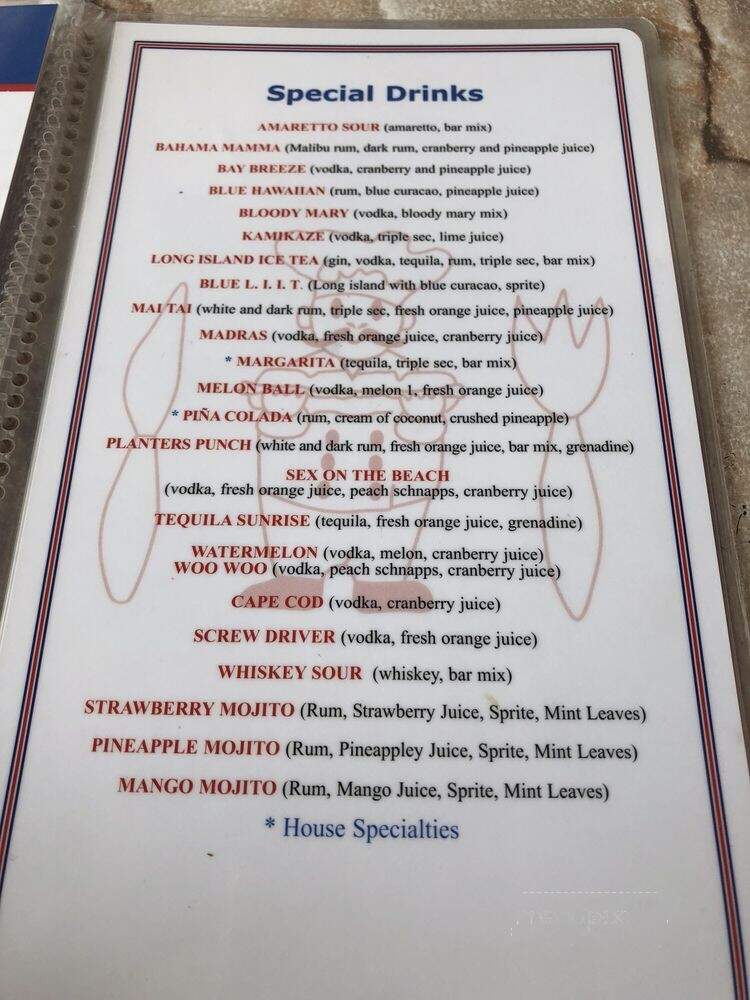 Special Drinks
AMARETTO SOUR (amaretto, bar mix)
BAHAMA MAMMA (Malibu rum, dark rum, cranberry and pineapple juice)
BAY BREEZE (vodka, cranberry and pineapple juice)
BLUE HAWAIIAN (rum, blue curacao, pineapple juice)
BLOODY MARY (vodka, bloody mary mix)
KAMIKAZE (vodka, triple sec, lime juice)
LONG ISLAND ICE TEA (gin, vodka, tequila, rum, triple sec, bar mix)
BLUE L. I. I. T. (Long island with blue curacao, sprite)
MAI TAI (white and dark rum, triple sec, fresh orange juice, pineapple juice)
MADRAS (vodka, fresh orange juice, cranberry juice)
* MARGARITA (tequila, triple sec, bar mix)
MELON BALL (vodka, melon 1, fresh orange juice)
* PIÑA COLADA (rum, cream of coconut, crushed pineapple)
PLANTERS PUNCH (white and dark rum, fresh orange juice, bar mix, grenadine)
SEX ON THE BEACH
(vodka, fresh orange juice, peach schnapps, cranberry juice)
TEQUILA SUNRISE (tequila, fresh orange juice, grenadine)
WATERMELON (vodka, melon, cranberry juice)
WOO WOO (vodka, peach schnapps, cranberry juice)
CAPE COD (vodka, cranberry juice)
SCREW DRIVER (vodka, fresh orange juice)
WHISKEY SOUR (whiskey, bar mix)
STRAWBERRY MOJITO (Rum, Strawberry Juice, Sprite, Mint Leaves)
PINEAPPLE MOJITO (Rum, Pineappley Juice, Sprite, Mint Leaves)
MANGO MOJITO (Rum, Mango Juice, Sprite, Mint Leaves)
* House Specialties